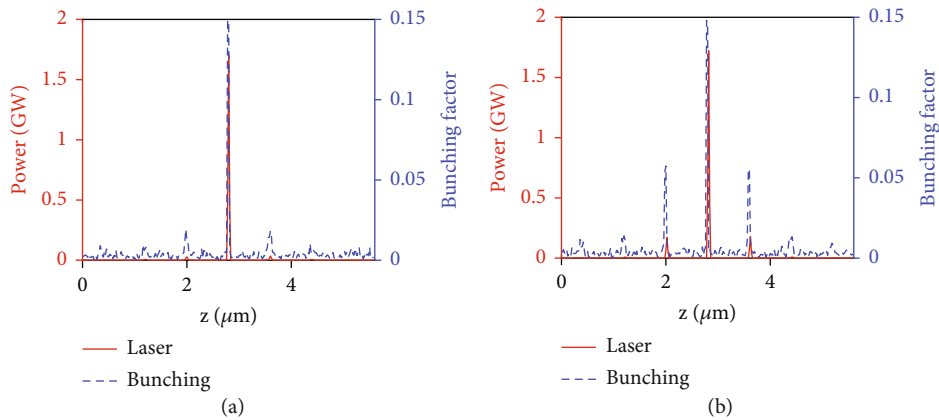 2
1.5
1
0.5
0
Power (GW)
0.15
0.1
0.05
0
Bunching factor
0 2 4
z (μm)
Laser
Bunching
(a)
2
1.5
1
0.5
0
Power (GW)
0.15
0.1
0.05
0
Bunching factor
0 2 4
z (μm)
Laser
Bunching
(b)